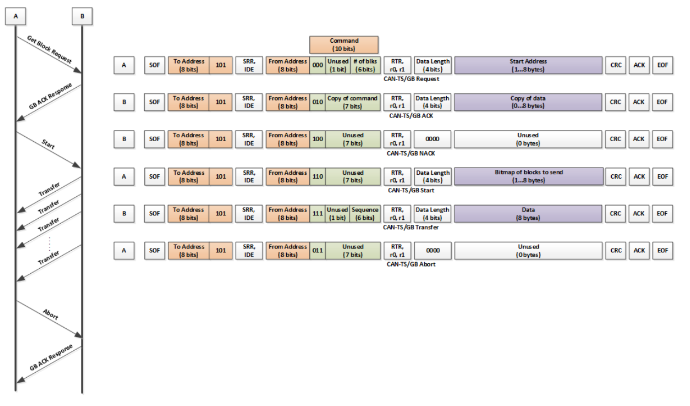 A B
Get Block Request
GB ACK Response
Start
Transfer
Transfer
Transfer
Transfer
Abort
GB ACK Response
Command
(10 bits)
A SOF To Address (8 bits) 101 SRR, IDE From Address (8 bits) 000 Unused (1 bit) # of blks (6 bits) RTR, r0, r1 Data Length (4 bits) Start Address (1...8 bytes) CRC ACK EOF
CAN-TS/GB Request
B SOF To Address (8 bits) 101 SRR, IDE From Address (8 bits) 010 Copy of command (7 bits) RTR, r0, r1 Data Length (4 bits) Copy of data (0...8 bytes) CRC ACK EOF
CAN-TS/GB ACK
B SOF To Address (8 bits) 101 SRR, IDE From Address (8 bits) 100 Unused (7 bits) RTR, r0, r1 0000 Unused (0 bytes) CRC ACK EOF
CAN-TS/GB NACK
A SOF To Address (8 bits) 101 SRR, IDE From Address (8 bits) 110 Unused (7 bits) RTR, r0, r1 Data Length (4 bits) Bitmap of blocks to send (1...8 bytes) CRC ACK EOF
CAN-TS/GB Start
B SOF To Address (8 bits) 101 SRR, IDE From Address (8 bits) 111 Unused (1 bit) Sequence (6 bits) RTR, r0, r1 Data Length (4 bits) Data (8 bytes) CRC ACK EOF
CAN-TS/GB Transfer
A SOF To Address (8 bits) 101 SRR, IDE From Address (8 bits) 011 Unused (7 bits) RTR, r0, r1 0000 Unused (0 bytes) CRC ACK EOF
CAN-TS/GB Abort